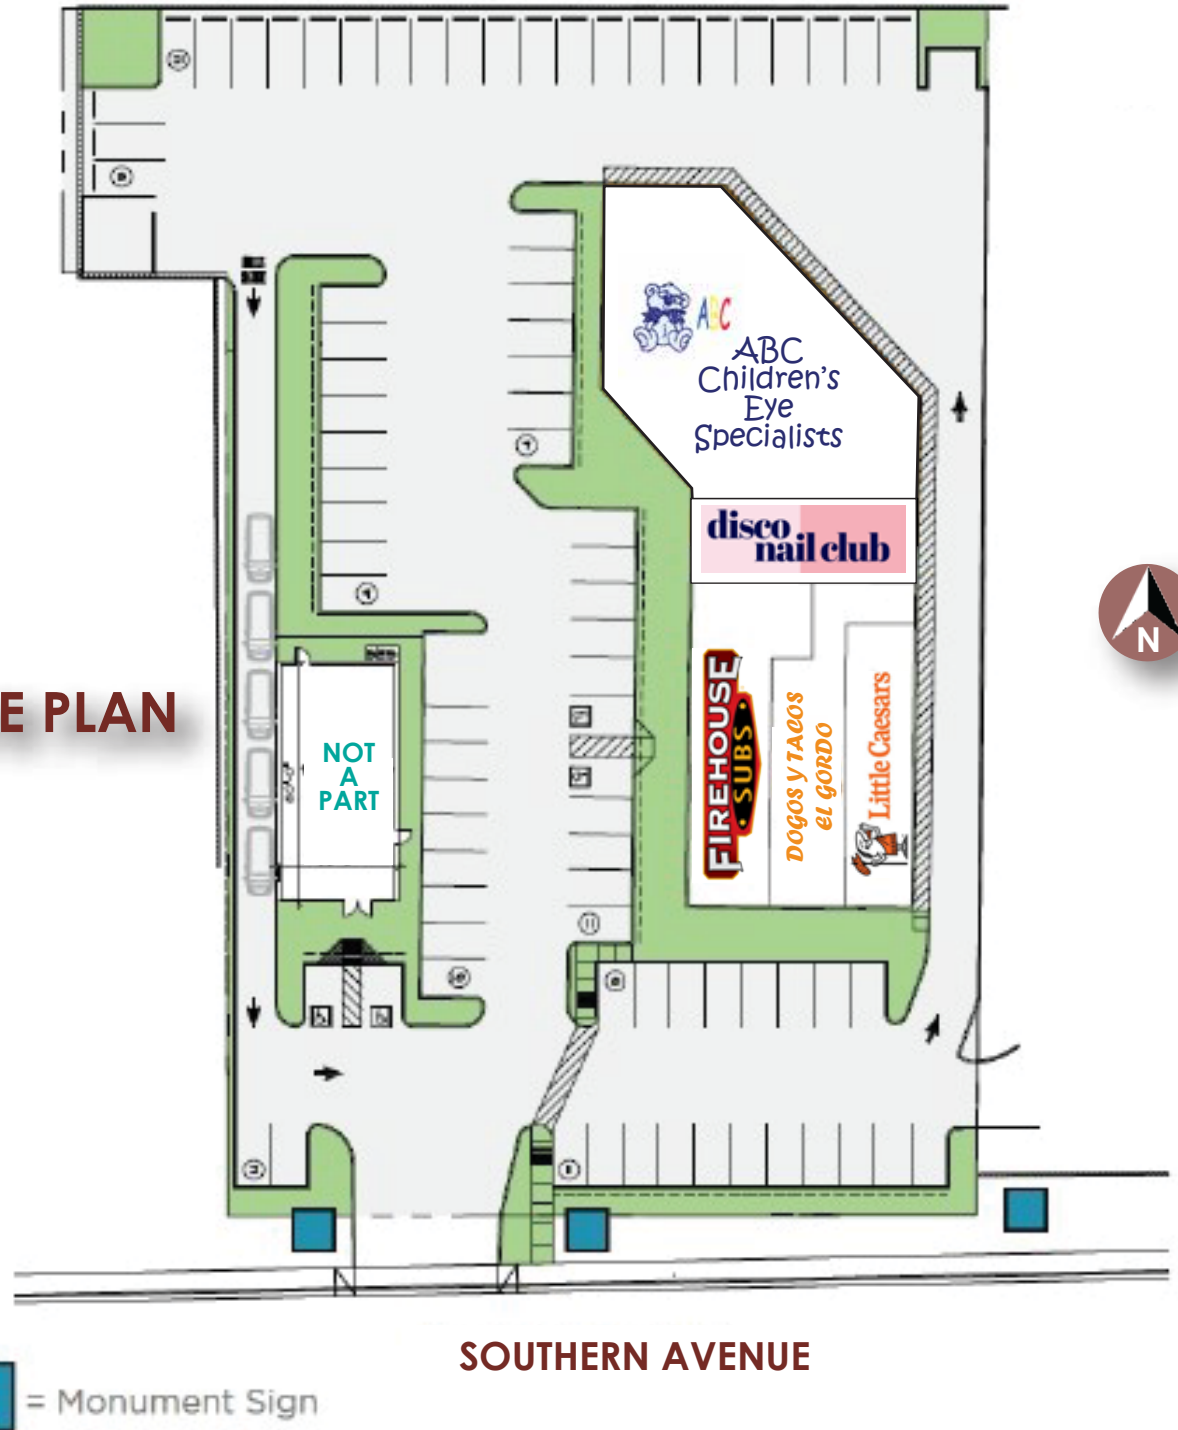 ABC
ABC
Children's
Eye
Specialists
disco
nail club
E PLAN
N
FIREHOUSE
SUBS
DOGOS Y TACOS
EL GORDO
Little Caesars
NOT
A
PART
11
SOUTHERN AVENUE
= Monument Sign